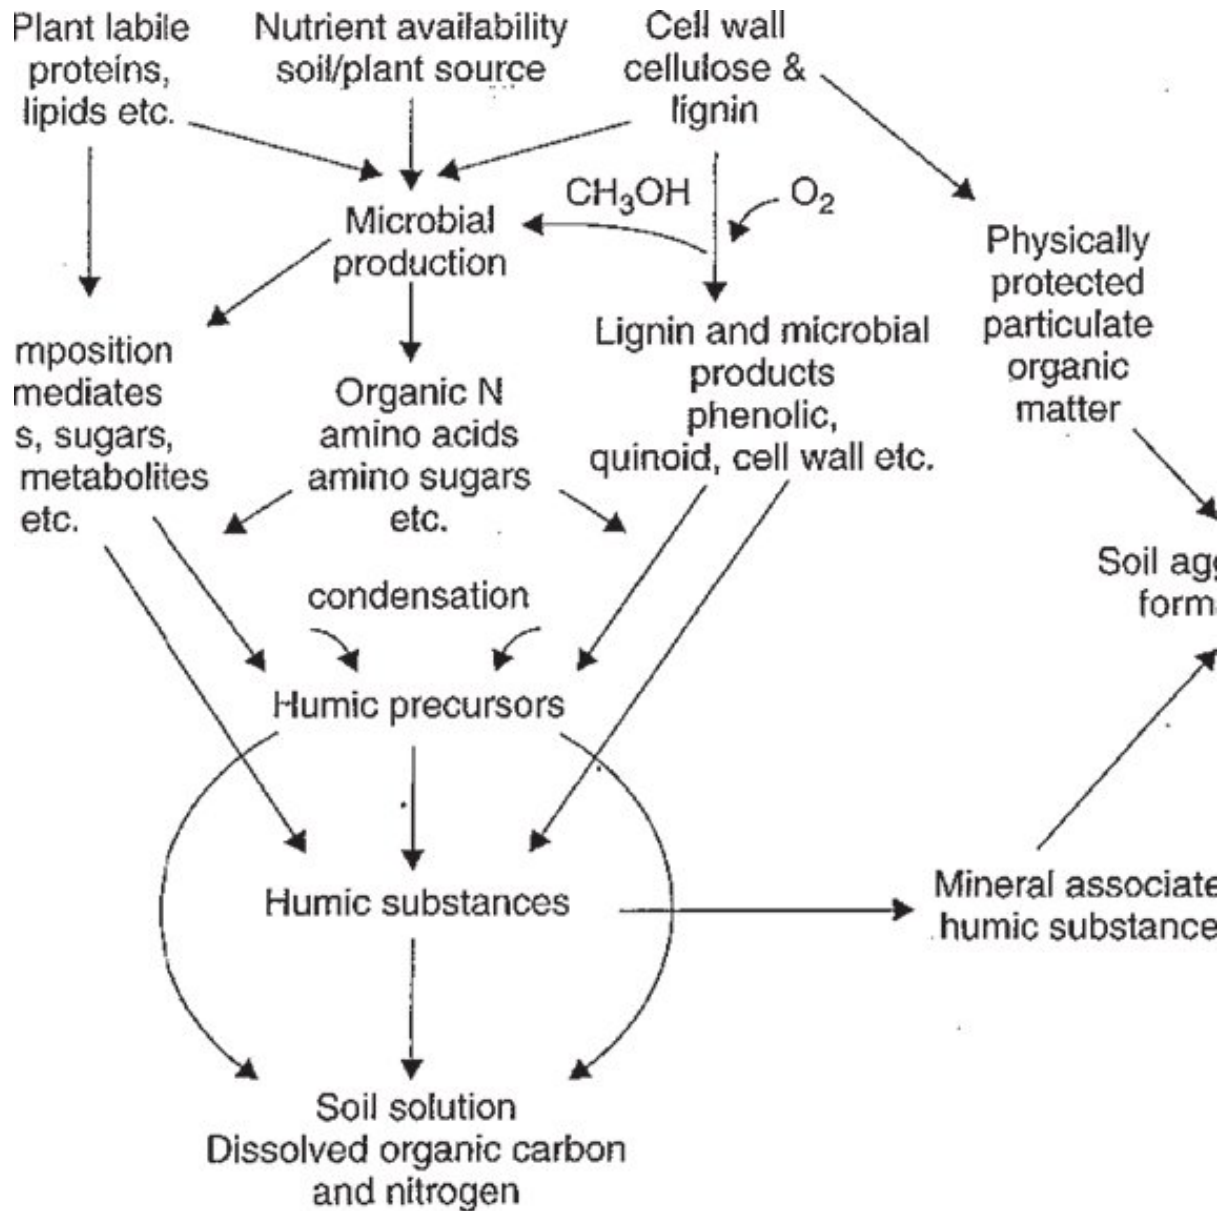 Plant labile
proteins,
lipids etc.
Nutrient availability
soil/plant source
Cell wall
cellulose &
lignin
CH₃OH
O₂
Microbial
production
Physically
protected
particulate
organic
matter
mposition
mediates
s, sugars,
metabolites
etc.
Organic N
amino acids
amino sugars
etc.
Lignin and microbial
products
phenolic,
quinoid, cell wall etc.
Soil agg
form
condensation
Humic precursors
Humic substances
Mineral associate
humic substance
Soil solution
Dissolved organic carbon
and nitrogen